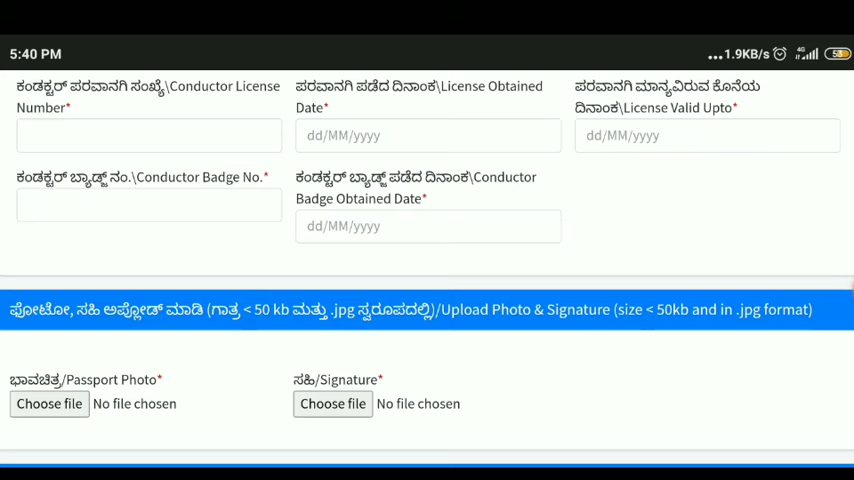 5:40 PM
...1.9KB/s 4G 53
ಕಂಡಕ್ಟರ್ ಪರವಾನಗಿ ಸಂಖ್ಯೆ\Conductor License
Number*
ಪರವಾನಗಿ ಪಡೆದ ದಿನಾಂಕ\License Obtained
Date*
dd/MM/yyyy
ಪರವಾನಗಿ ಮಾನ್ಯವಿರುವ ಕೊನೆಯ
ದಿನಾಂಕ\License Valid Upto*
dd/MM/yyyy
ಕಂಡಕ್ಟರ್ ಬ್ಯಾಡ್ಜ್ ನಂ.\Conductor Badge No.*
ಕಂಡಕ್ಟರ್ ಬ್ಯಾಡ್ಜ್ ಪಡೆದ ದಿನಾಂಕ\Conductor
Badge Obtained Date*
dd/MM/yyyy
ಫೋಟೋ, ಸಹಿ ಅಪ್ಲೋಡ್ ಮಾಡಿ (ಗಾತ್ರ < 50 kb ಮತ್ತು .jpg ಸ್ವರೂಪದಲ್ಲಿ)/Upload Photo & Signature (size < 50kb and in .jpg format)
ಭಾವಚಿತ್ರ/Passport Photo*
Choose file No file chosen
ಸಹಿ/Signature*
Choose file No file chosen